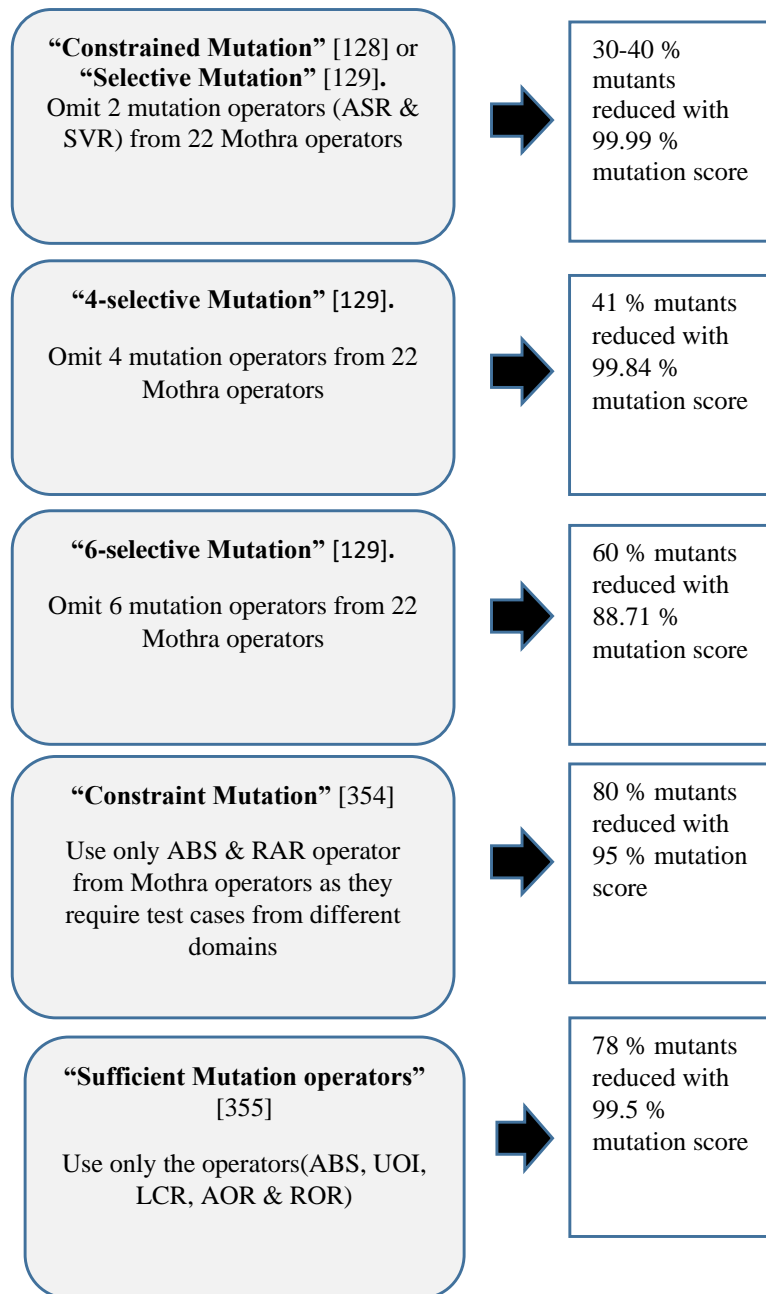 “Constrained Mutation” [128] or
“Selective Mutation” [129].
Omit 2 mutation operators (ASR &
SVR) from 22 Mothra operators
30-40 %
mutants
reduced with
99.99 %
mutation score
“4-selective Mutation” [129].
Omit 4 mutation operators from 22
Mothra operators
41 % mutants
reduced with
99.84 %
mutation score
“6-selective Mutation” [129].
Omit 6 mutation operators from 22
Mothra operators
60 % mutants
reduced with
88.71 %
mutation score
“Constraint Mutation” [354]
Use only ABS & RAR operator
from Mothra operators as they
require test cases from different
domains
80 % mutants
reduced with
95 % mutation
score
“Sufficient Mutation operators”
[355]
Use only the operators(ABS, UOI,
LCR, AOR & ROR)
78 % mutants
reduced with
99.5 %
mutation score